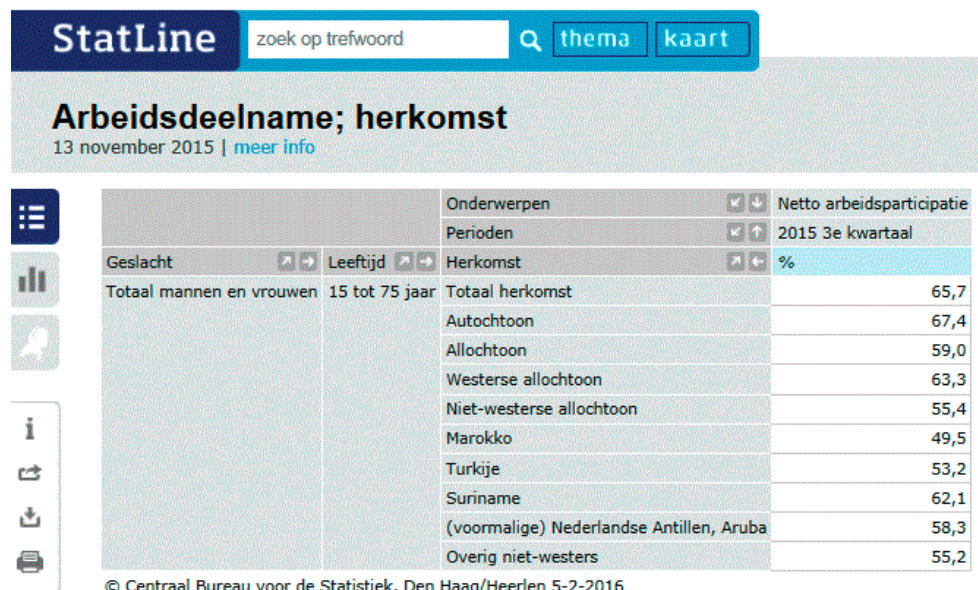 StatLine zoek op trefwoord thema kaart
Arbeidsdeelname; herkomst
13 november 2015 | meer info
Onderwerpen Netto arbeidsparticipatie
Perioden 2015 3e kwartaal
Geslacht Leeftijd Herkomst %
Totaal mannen en vrouwen 15 tot 75 jaar Totaal herkomst 65,7
Autochtoon 67,4
Allochtoon 59,0
Westerse allochtoon 63,3
Niet-westerse allochtoon 55,4
Marokko 49,5
Turkije 53,2
Suriname 62,1
(voormalige) Nederlandse Antillen, Aruba 58,3
Overig niet-westers 55,2
© Centraal Bureau voor de Statistiek, Den Haag/Heerlen 5-2-2016